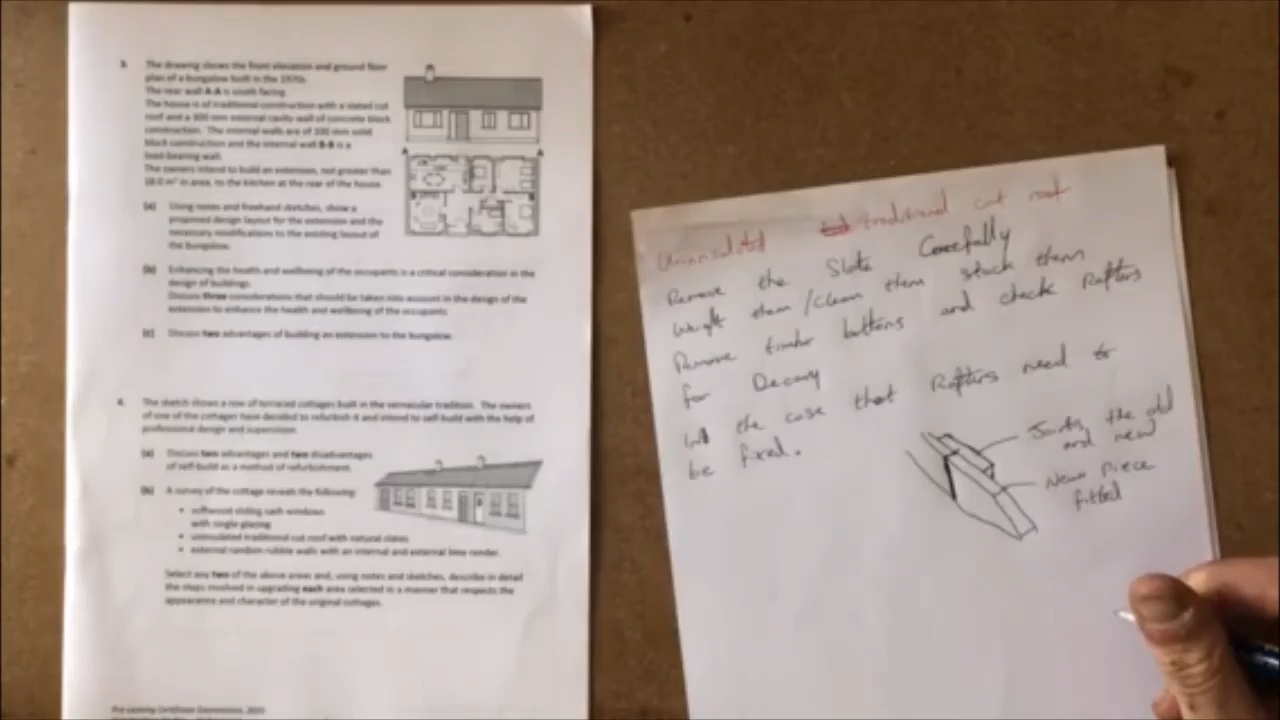 3. The drawing shows the front elevation and ground floor
plan of a bungalow built in the 1970s.
The rear wall A-A is south facing.
The house is of traditional construction with a slated cut
roof and a 300 mm external cavity wall of concrete block
construction. The internal walls are of 100 mm solid
block construction and the internal wall B-B is a
load-bearing wall.
The owners intend to build an extension, not greater than
18.0 m² in area, to the kitchen at the rear of the house
(a) Using notes and freehand sketches, show a
proposed design layout for the extension and the
necessary modifications to the existing layout of
the bungalow.
(b) Enhancing the health and wellbeing of the occupants is a critical consideration in the
design of buildings.
Discuss three considerations that should be taken into account in the design of the
extension to enhance the health and wellbeing of the occupants.
(c) Discuss two advantages of building an extension to the bungalow.
4. The sketch shows a row of terraced cottages built in the vernacular tradition. The owners
of one of the cottages have decided to refurbish it and intend to self-build with the help of
professional design and supervision.
(a) Discuss two advantages and two disadvantages
of self-build as a method of refurbishment.
(b) A survey of the cottage reveals the following:
• softwood sliding sash windows
with single glazing
• uninsulated traditional cut roof with natural slates
• external random rubble walls with an internal and external lime render.
Select any two of the above areas and, using notes and sketches, describe in detail
the steps involved in upgrading each area selected in a manner that respects the
appearance and character of the original cottages.
Pre-Leaving Certificate Examination, 2020
Uninsulated traditional cut roof
Remove the Slate Carefully
Weight them/clean them stack them
Remove timber battons and check Rafters
for Decay
In the case that Rafters need to
be fixed.
Joints the old
and new
New Piece
fitted